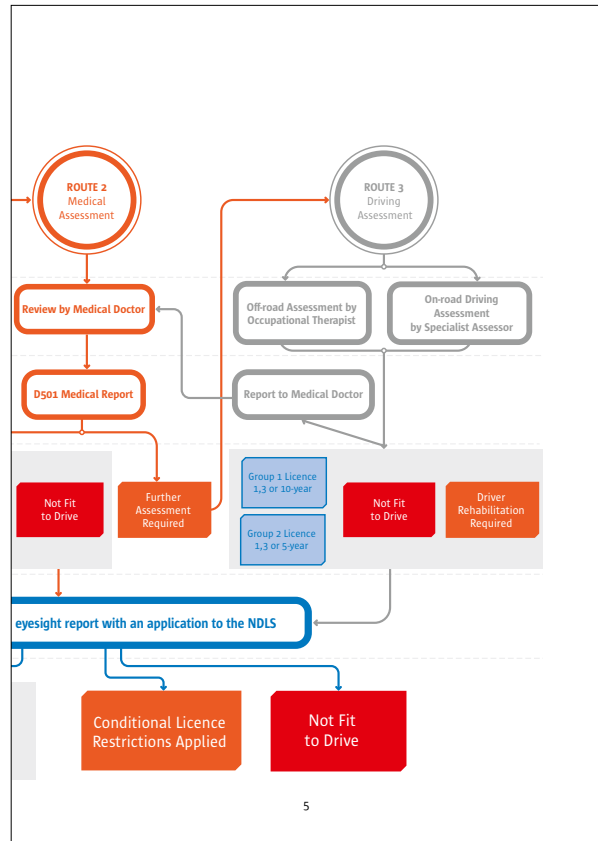 ROUTE 2
Medical
Assessment
ROUTE 3
Driving
Assessment
Review by Medical Doctor
Off-road Assessment by
Occupational Therapist
On-road Driving
Assessment
by Specialist Assessor
D501 Medical Report
Report to Medical Doctor
Not Fit
to Drive
Further
Assessment
Required
Group 1 Licence
1,3 or 10-year
Group 2 Licence
1,3 or 5-year
Not Fit
to Drive
Driver
Rehabilitation
Required
eyesight report with an application to the NDLS
Conditional Licence
Restrictions Applied
Not Fit
to Drive
5